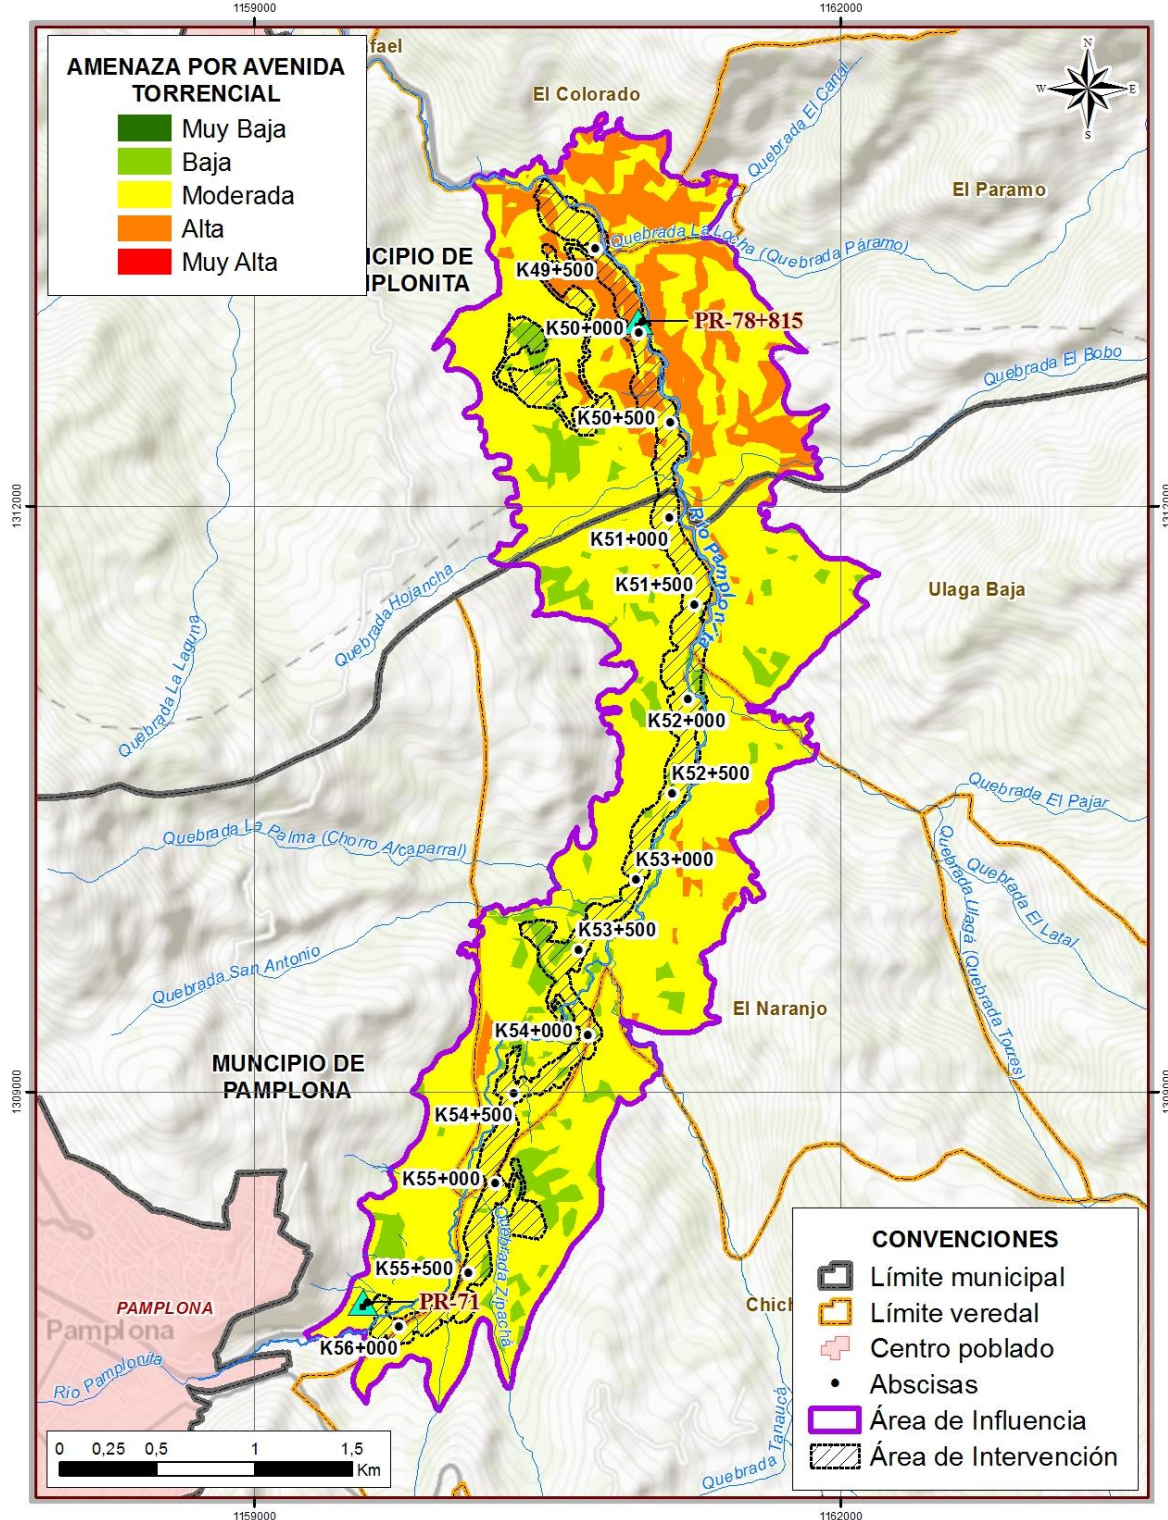 1159000
1162000
AMENAZA POR AVENIDA
TORRENCIAL
Muy Baja
Baja
Moderada
Alta
Muy Alta
fael
El Colorado
N
W
E
S
Quebrada El Canal
El Paramo
Quebrada La Locha (Quebrada Páramo)
ICIPIO DE
IPLONITA
K49+500
K50+000
PR-78+815
Quebrada El Bobo
K50+500
1312000
1312000
Río Pamplonita
K51+000
K51+500
Quebrada Hojancha
Ulaga Baja
Quebrada La Laguna
K52+000
K52+500
Quebrada El Pajar
Quebrada La Palma (Chorro Alcaparral)
K53+000
Quebrada El Latal
Quebrada Ulagá (Quebrada Torres)
K53+500
Quebrada San Antonio
El Naranjo
K54+000
MUNCIPIO DE
PAMPLONA
1309000
1309000
K54+500
K55+000
Quebrada Zipachá
K55+500
PAMPLONA
Pamplona
PR-71
K56+000
Río Pamplonita
Chich
Quebrada Tanaucá
CONVENCIONES
Límite municipal
Límite veredal
Centro poblado
Abscisas
Área de Influencia
Área de Intervención
0 0,25 0,5 1 1,5
Km
1159000
1162000